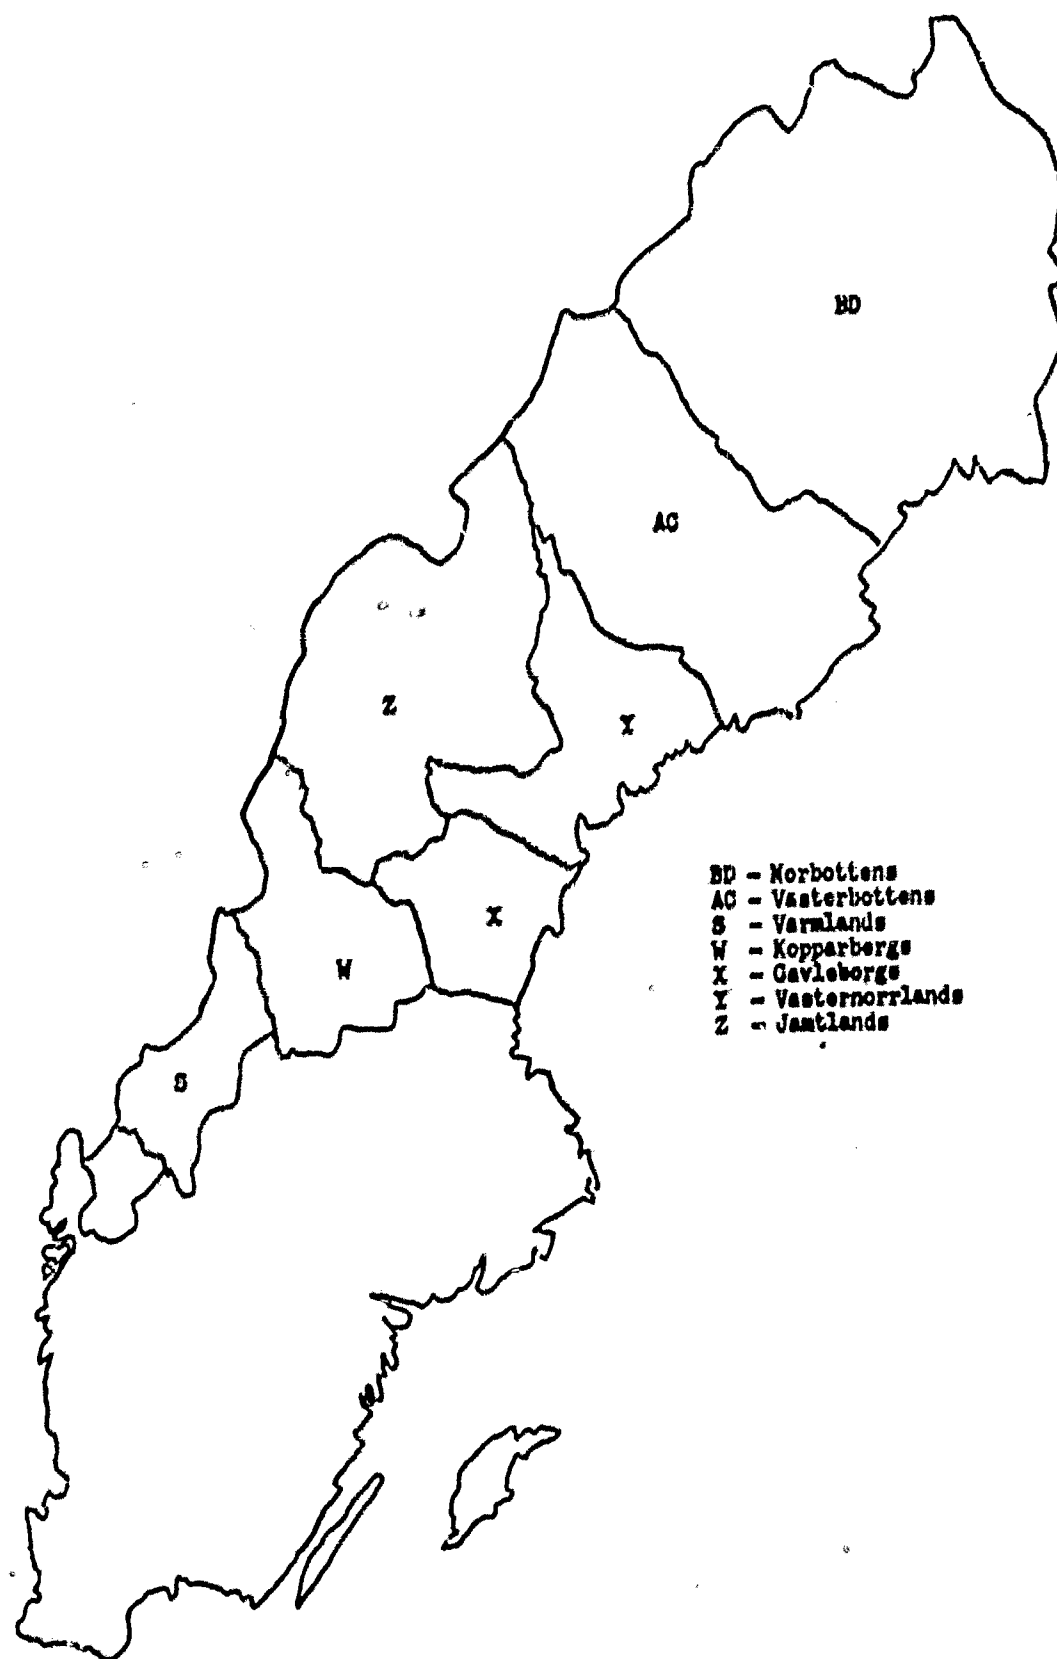 BD
AC
Z
Y
X
W
S
BD - Norbottens
AC - Vasterbottens
S - Varmlands
W - Kopparbergs
X - Gavleborgs
Y - Vasternorrlands
Z - Jamtlands